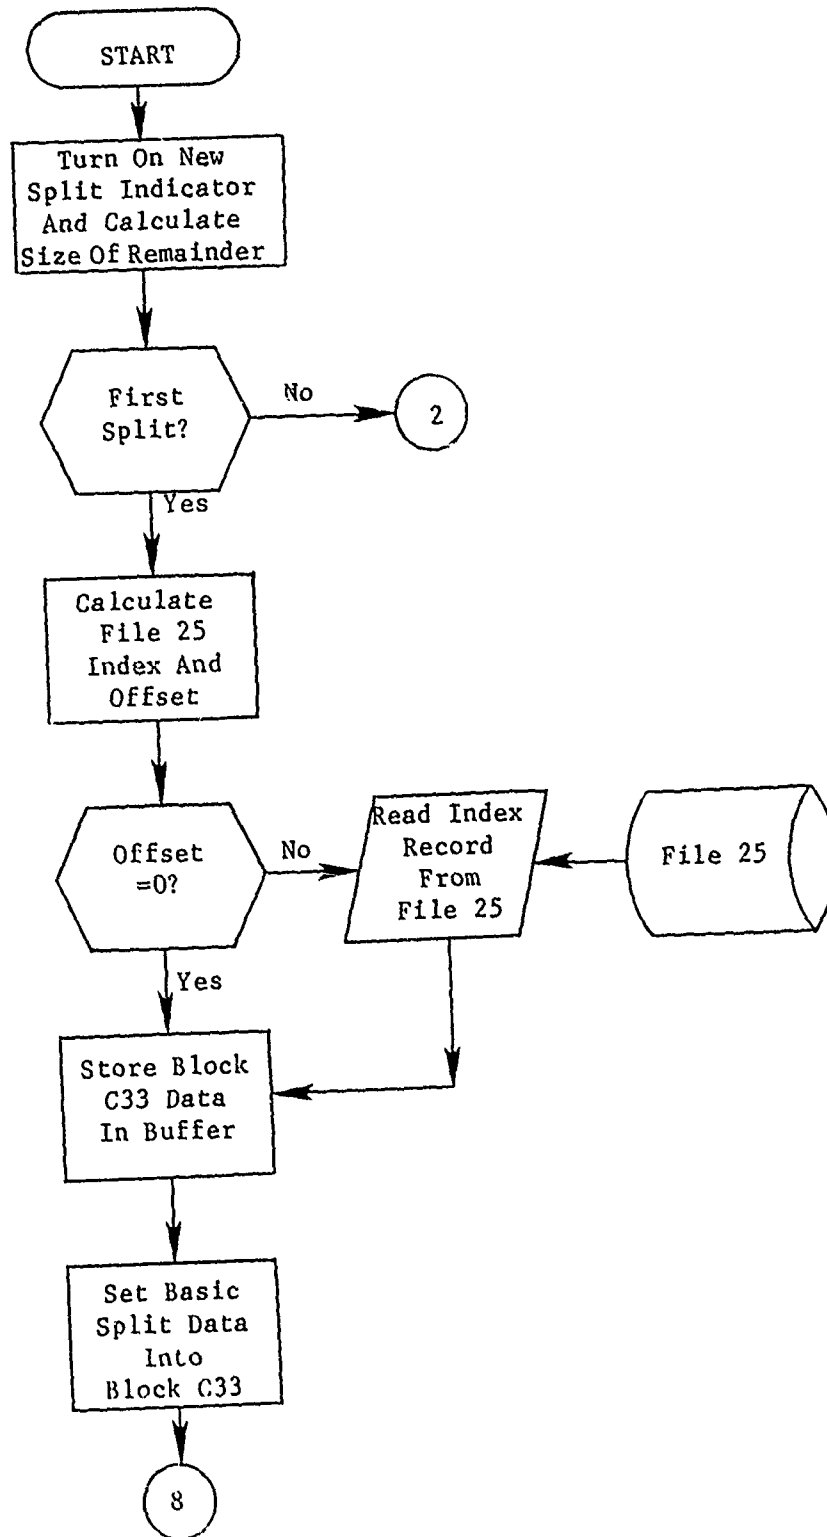 START
Turn On New
Split Indicator
And Calculate
Size Of Remainder
First
Split?
No
2
Yes
Calculate
File 25
Index And
Offset
Offset
=0?
No
Read Index
Record
From
File 25
File 25
Yes
Store Block
C33 Data
In Buffer
Set Basic
Split Data
Into
Block C33
8